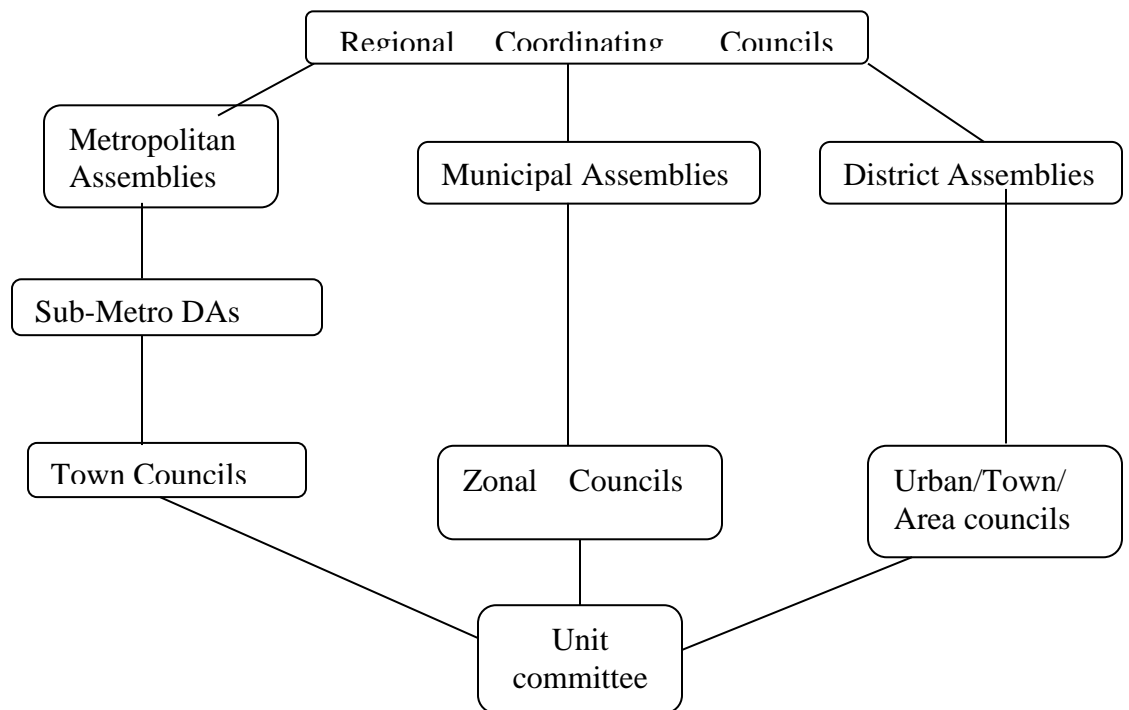 Regional Coordinating Councils
Metropolitan
Assemblies
Municipal Assemblies
District Assemblies
Sub-Metro DAs
Town Councils
Zonal Councils
Urban/Town/
Area councils
Unit
committee